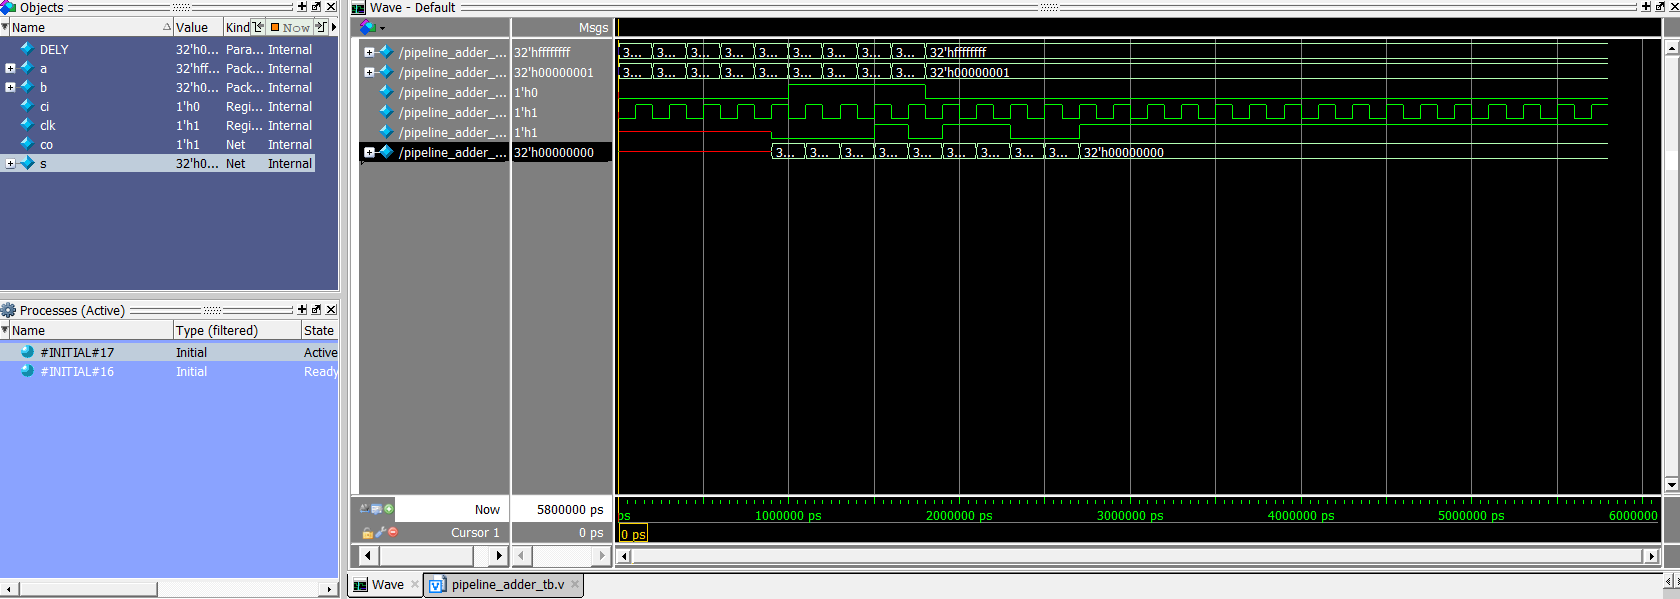 Objects
Name Value Kind Now
DELY 32'h0... Para... Internal
a 32'hff... Pack... Internal
b 32'h0... Pack... Internal
ci 1'h0 Regi... Internal
clk 1'h1 Regi... Internal
co 1'h1 Net Internal
s 32'h0... Net Internal
Processes (Active)
Name Type (filtered) State
#INITIAL#17 Initial Active
#INITIAL#16 Initial Ready
Wave - Default
Msgs
/pipeline_adder_... 32'hffffffff 3... 3... 3... 3... 3... 3... 3... 3... 3... 32'hffffffff
/pipeline_adder_... 32'h00000001 3... 3... 3... 3... 3... 3... 3... 3... 3... 32'h00000001
/pipeline_adder_... 1'h0
/pipeline_adder_... 1'h1
/pipeline_adder_... 1'h1
/pipeline_adder_... 32'h00000000 3... 3... 3... 3... 3... 3... 3... 3... 3... 32'h00000000
Now 5800000 ps ps 1000000 ps 2000000 ps 3000000 ps 4000000 ps 5000000 ps 6000000
Cursor 1 0 ps 0 ps
Wave pipeline_adder_tb.v